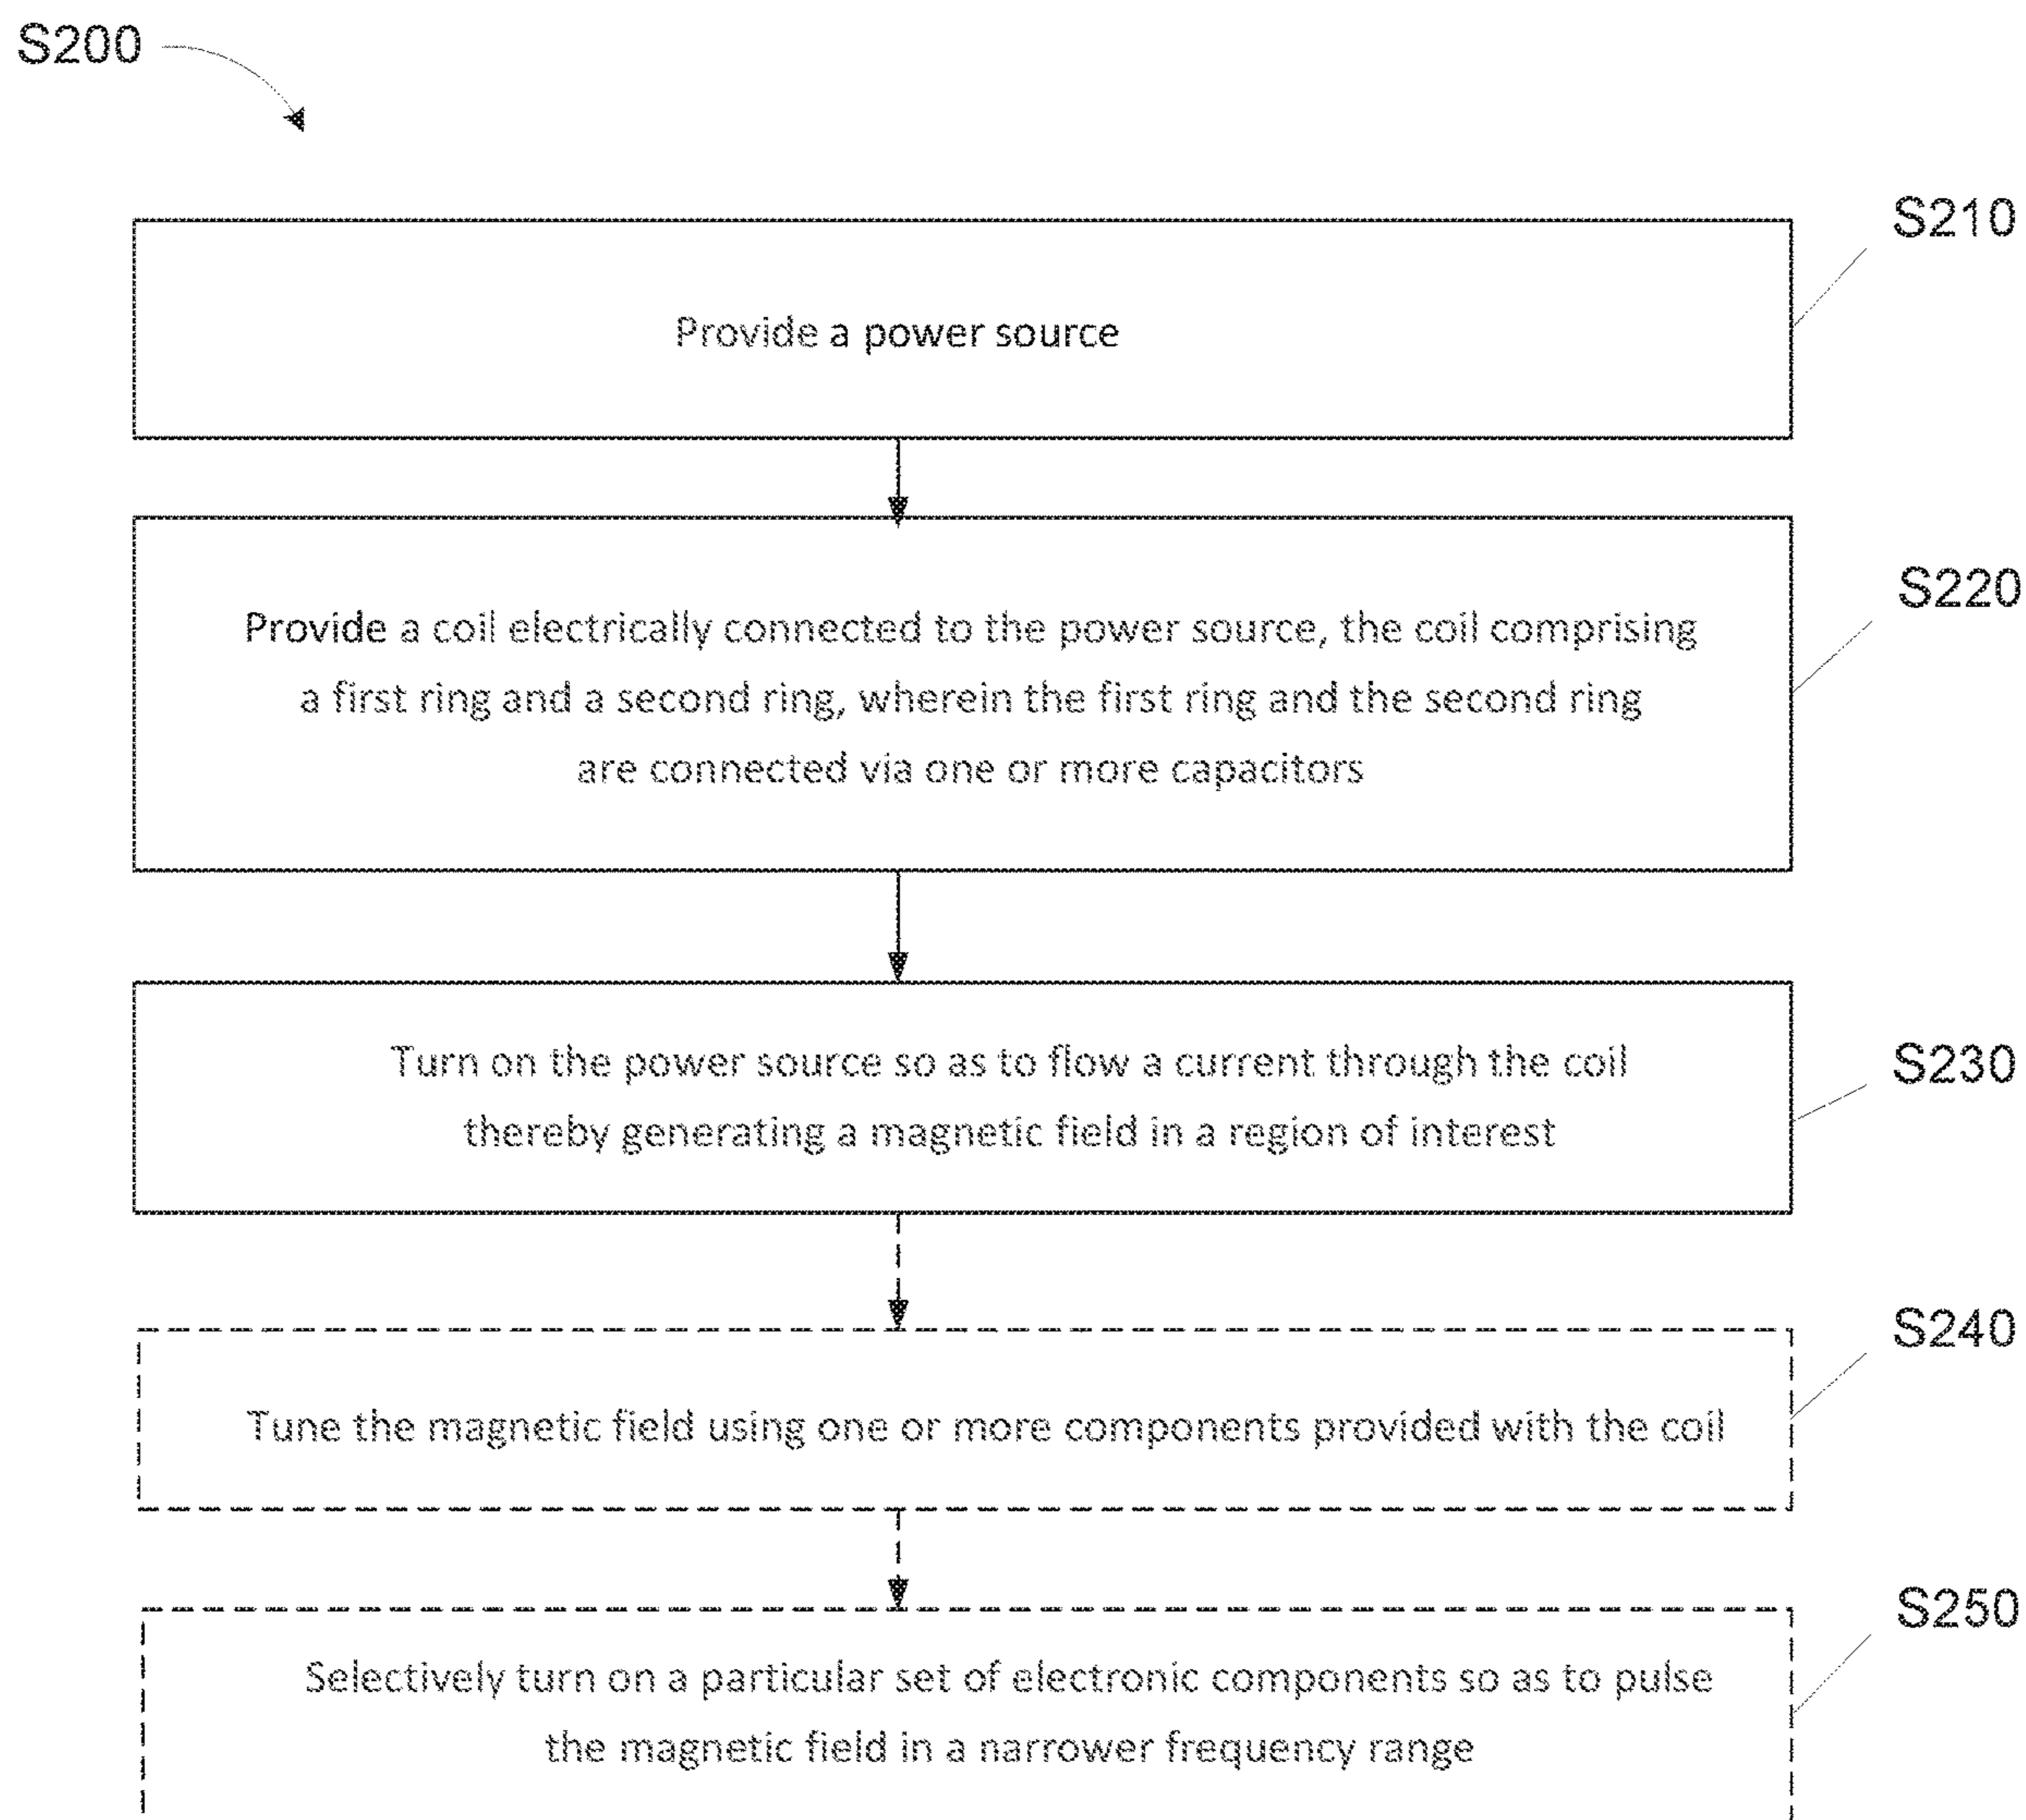 S200
S210
Provide a power source
S220
Provide a coil electrically connected to the power source, the coil comprising
a first ring and a second ring, wherein the first ring and the second ring
are connected via one or more capacitors
S230
Turn on the power source so as to flow a current through the coil
thereby generating a magnetic field in a region of interest
S240
Tune the magnetic field using one or more components provided with the coil
S250
Selectively turn on a particular set of electronic components so as to pulse
the magnetic field in a narrower frequency range